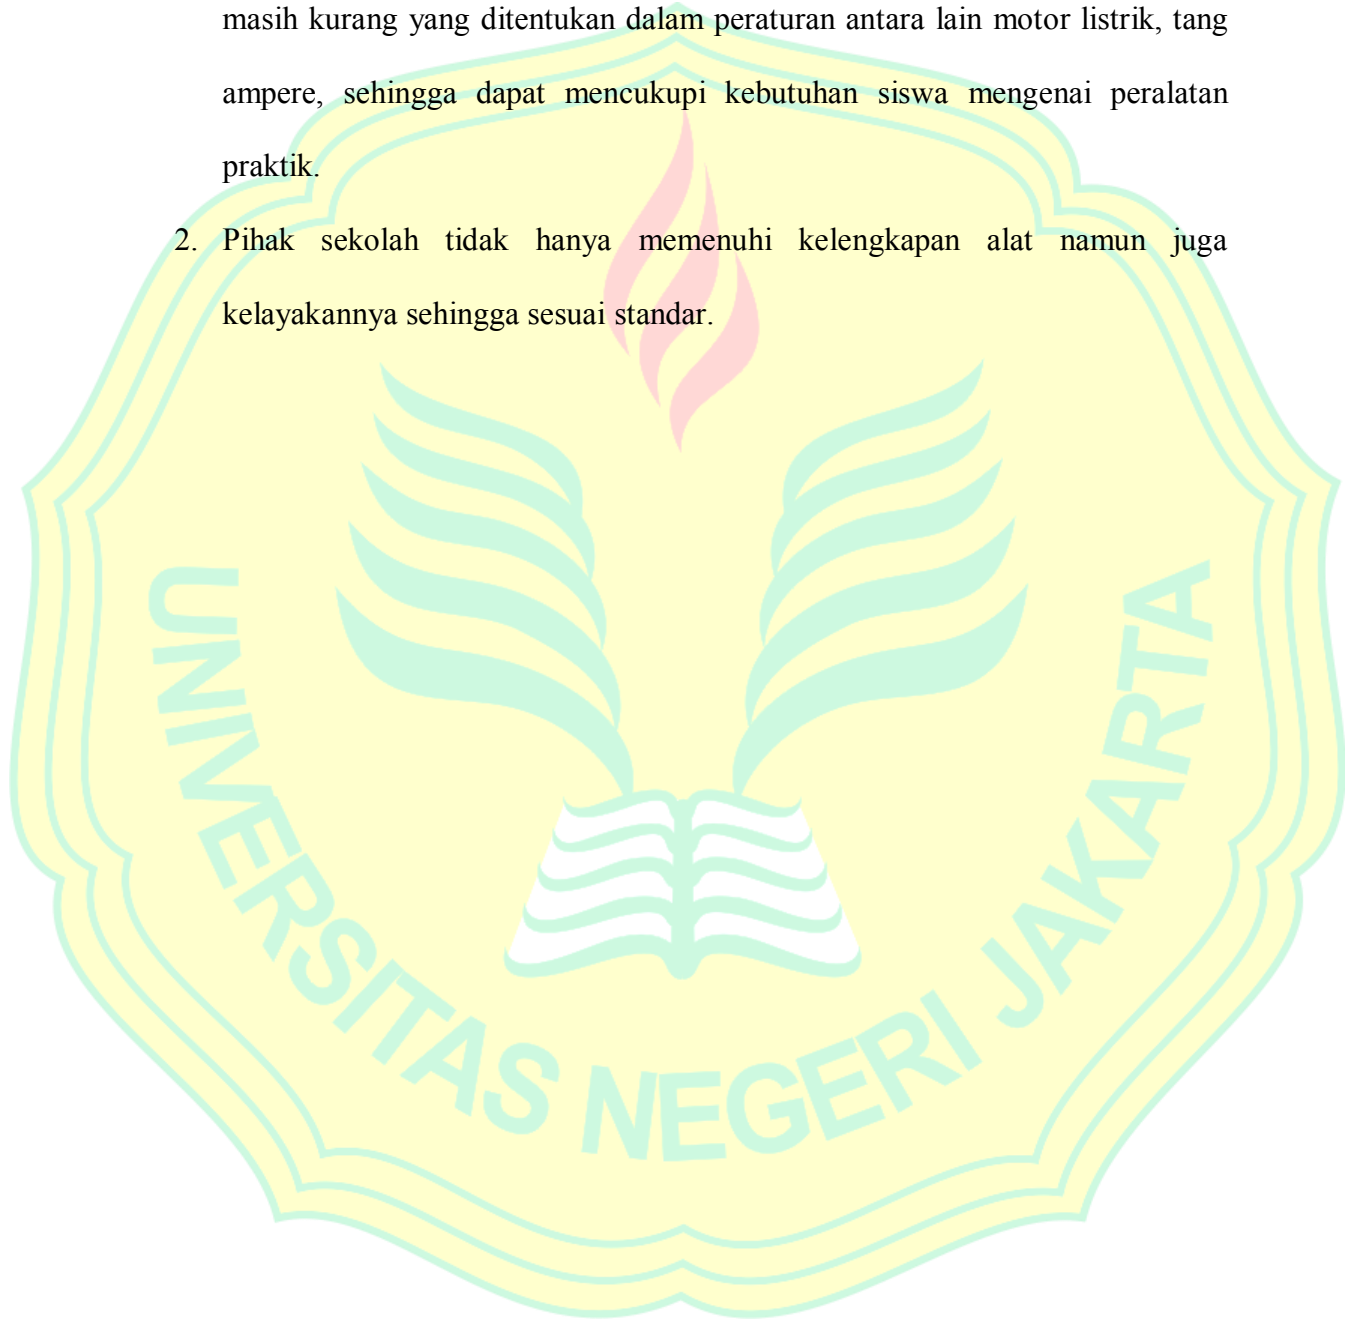 masih kurang yang ditentukan dalam peraturan antara lain motor listrik, tang
ampere, sehingga dapat mencukupi kebutuhan siswa mengenai peralatan
praktik.
2. Pihak sekolah tidak hanya memenuhi kelengkapan alat namun juga
kelayakannya sehingga sesuai standar.
UNIVERSITAS NEGERI JAKARTA